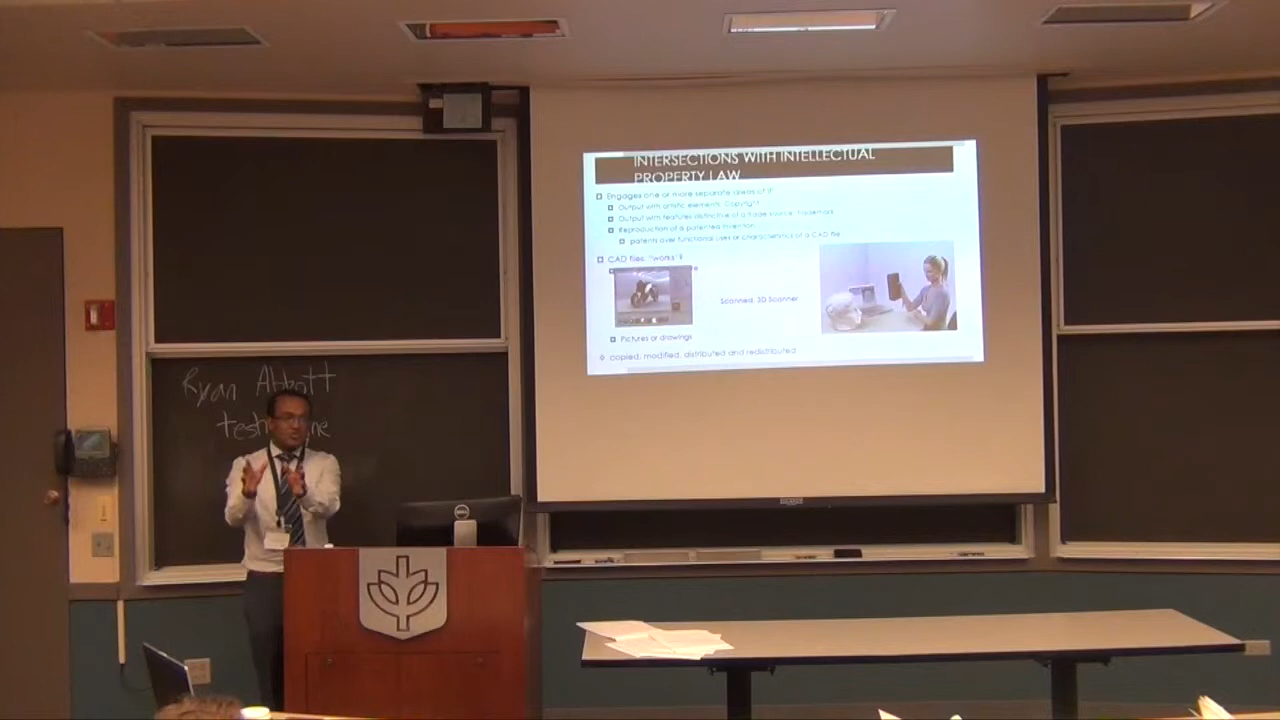 INTERSECTIONS WITH INTELLECTUAL
PROPERTY LAW
Engages one or more separate areas of IP
Output with artistic elements: Copyright
Output with features distinctive of a trade source: Trademark
Reproduction of a patented invention
patents over functional uses or characteristics of a CAD file
CAD files: "works"?
Scanned, 3D Scanner
Pictures or drawings
copied, modified, distributed and redistributed
Ryan Abbott
DELL